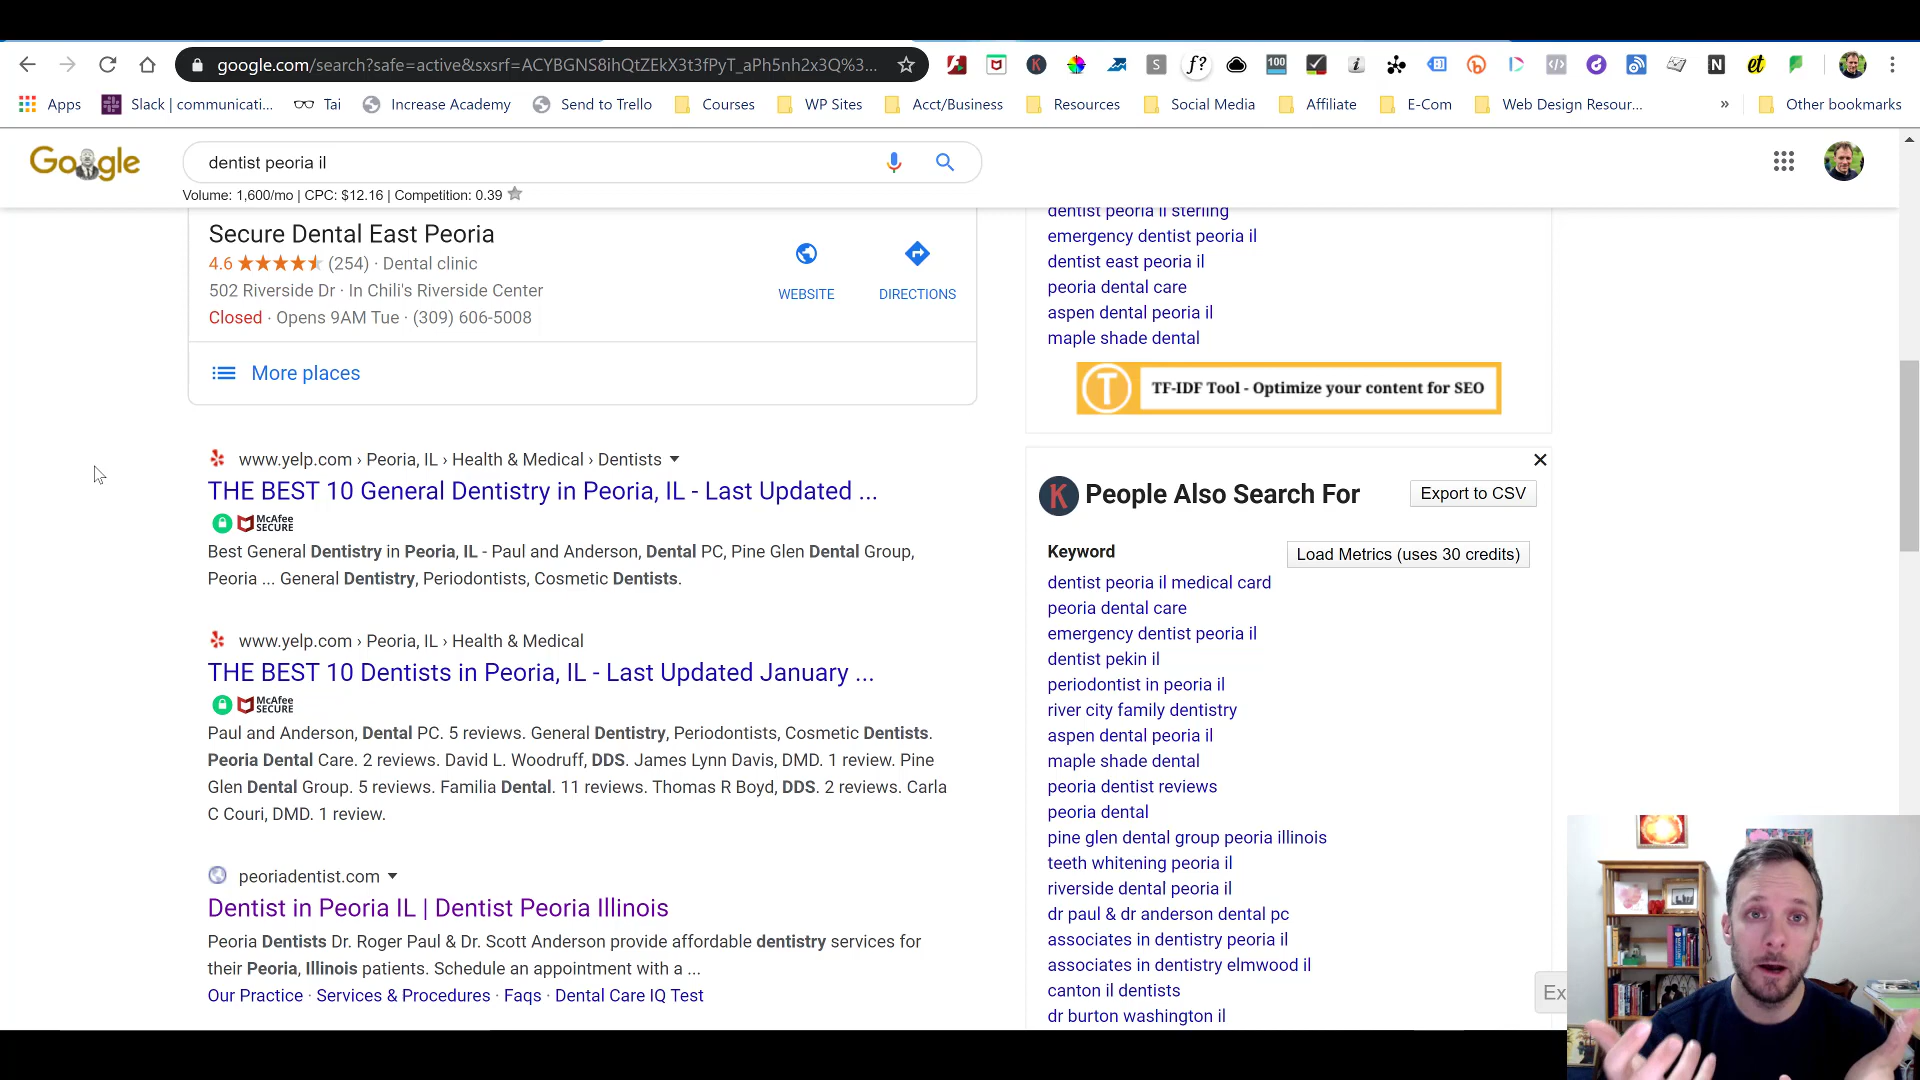 google.com/search?safe=active&sxsrf=ACYBGNS8ihQtZEkX3t3fPyT_aPh5nh2x3Q%3...
Apps
Slack | communicati...
Tai
Increase Academy
Send to Trello
Courses
WP Sites
Acct/Business
Resources
Social Media
Affiliate
E-Com
Web Design Resour...
»
Other bookmarks
Google
dentist peoria il
Volume: 1,600/mo | CPC: $12.16 | Competition: 0.39
Secure Dental East Peoria
4.6 (254) · Dental clinic
502 Riverside Dr · In Chili's Riverside Center
Closed · Opens 9AM Tue · (309) 606-5008
WEBSITE
DIRECTIONS
More places
www.yelp.com › Peoria, IL › Health & Medical › Dentists
THE BEST 10 General Dentistry in Peoria, IL - Last Updated ...
McAfee
SECURE
Best General Dentistry in Peoria, IL - Paul and Anderson, Dental PC, Pine Glen Dental Group,
Peoria ... General Dentistry, Periodontists, Cosmetic Dentists.
www.yelp.com › Peoria, IL › Health & Medical
THE BEST 10 Dentists in Peoria, IL - Last Updated January ...
McAfee
SECURE
Paul and Anderson, Dental PC. 5 reviews. General Dentistry, Periodontists, Cosmetic Dentists.
Peoria Dental Care. 2 reviews. David L. Woodruff, DDS. James Lynn Davis, DMD. 1 review. Pine
Glen Dental Group. 5 reviews. Familia Dental. 11 reviews. Thomas R Boyd, DDS. 2 reviews. Carla
C Couri, DMD. 1 review.
peoriadentist.com
Dentist in Peoria IL | Dentist Peoria Illinois
Peoria Dentists Dr. Roger Paul & Dr. Scott Anderson provide affordable dentistry services for
their Peoria, Illinois patients. Schedule an appointment with a ...
Our Practice · Services & Procedures · Faqs · Dental Care IQ Test
dentist peoria il sterling
emergency dentist peoria il
dentist east peoria il
peoria dental care
aspen dental peoria il
maple shade dental
T
TF-IDF Tool - Optimize your content for SEO
K
People Also Search For
Export to CSV
Keyword
Load Metrics (uses 30 credits)
dentist peoria il medical card
peoria dental care
emergency dentist peoria il
dentist pekin il
periodontist in peoria il
river city family dentistry
aspen dental peoria il
maple shade dental
peoria dentist reviews
peoria dental
pine glen dental group peoria illinois
teeth whitening peoria il
riverside dental peoria il
dr paul & dr anderson dental pc
associates in dentistry peoria il
associates in dentistry elmwood il
canton il dentists
dr burton washington il
Ex